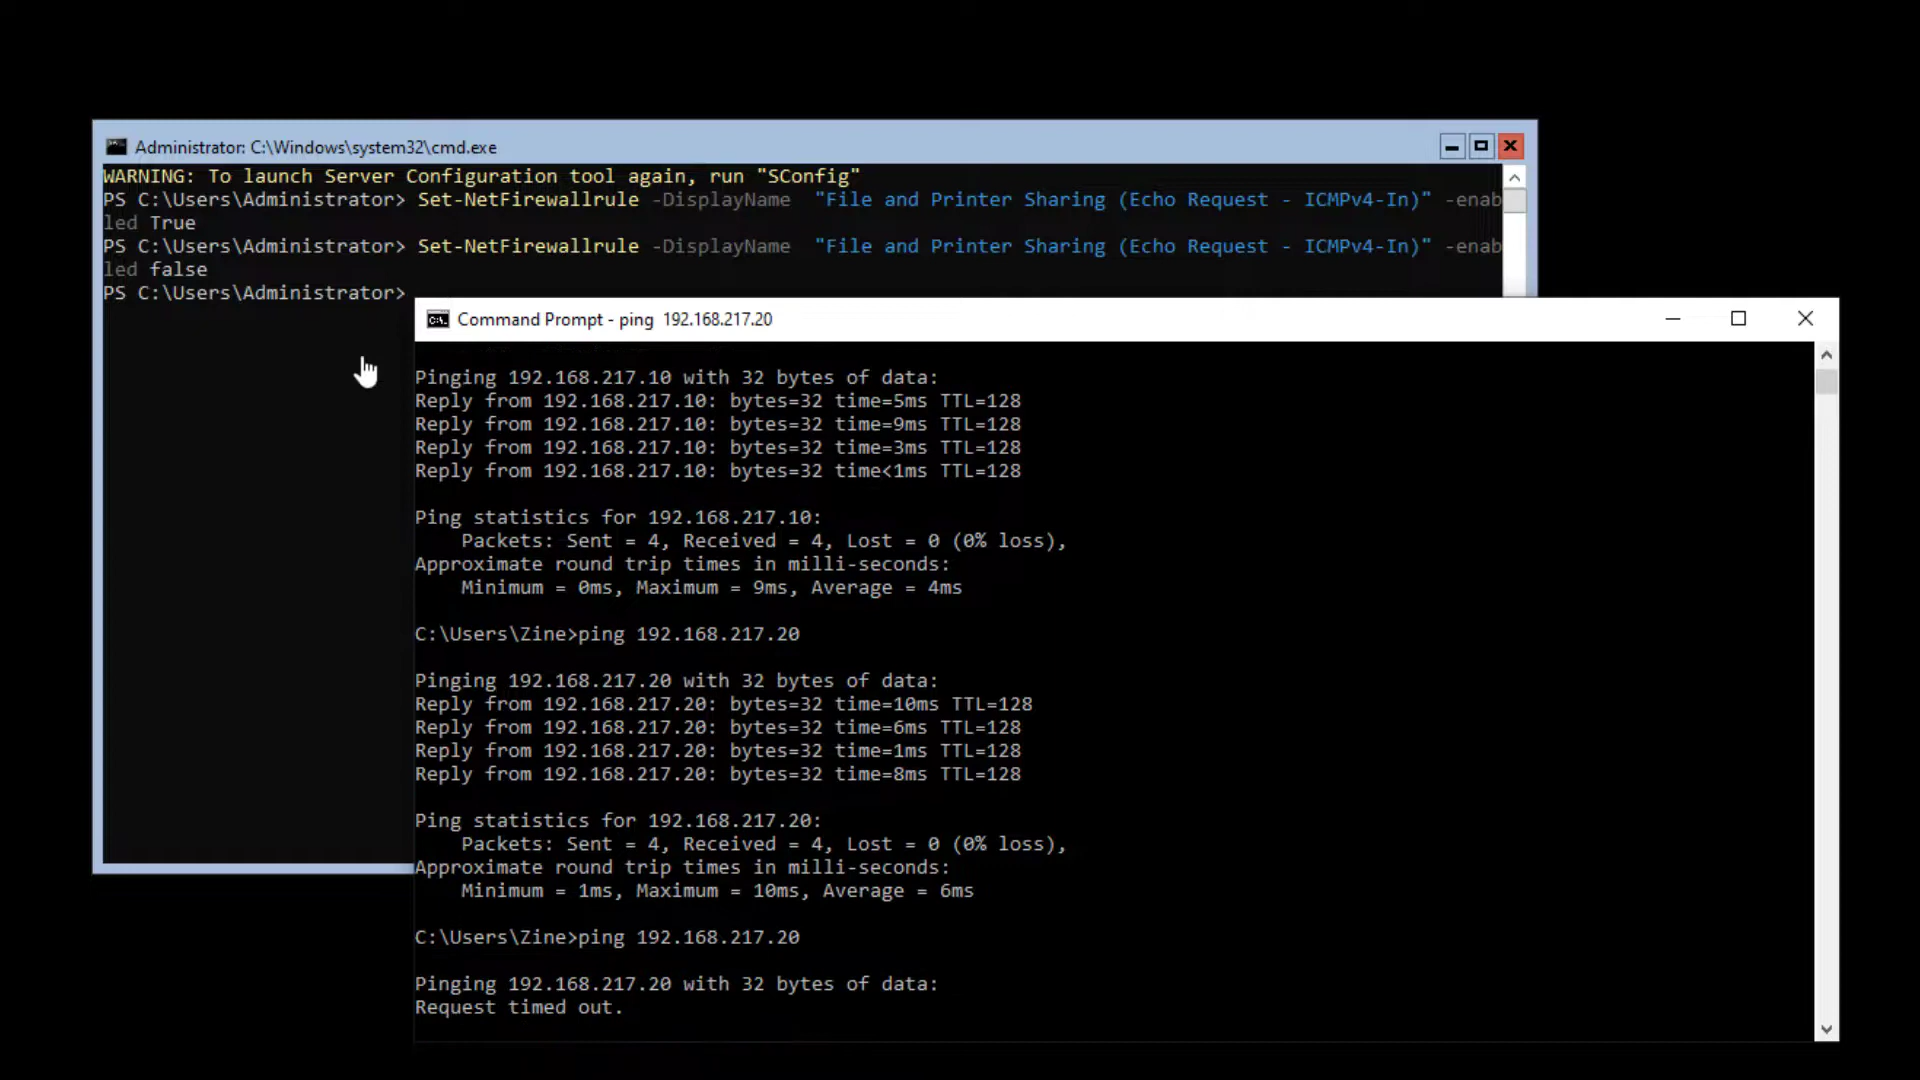 Administrator: C:\Windows\system32\cmd.exe
WARNING: To launch Server Configuration tool again, run "SConfig"
PS C:\Users\Administrator> Set-NetFirewallrule -DisplayName  "File and Printer Sharing (Echo Request - ICMPv4-In)" -enab
led True
PS C:\Users\Administrator> Set-NetFirewallrule -DisplayName  "File and Printer Sharing (Echo Request - ICMPv4-In)" -enab
led false
PS C:\Users\Administrator>
Command Prompt - ping  192.168.217.20
Pinging 192.168.217.10 with 32 bytes of data:
Reply from 192.168.217.10: bytes=32 time=5ms TTL=128
Reply from 192.168.217.10: bytes=32 time=9ms TTL=128
Reply from 192.168.217.10: bytes=32 time=3ms TTL=128
Reply from 192.168.217.10: bytes=32 time<1ms TTL=128
Ping statistics for 192.168.217.10:
    Packets: Sent = 4, Received = 4, Lost = 0 (0% loss),
Approximate round trip times in milli-seconds:
    Minimum = 0ms, Maximum = 9ms, Average = 4ms
C:\Users\Zine>ping 192.168.217.20
Pinging 192.168.217.20 with 32 bytes of data:
Reply from 192.168.217.20: bytes=32 time=10ms TTL=128
Reply from 192.168.217.20: bytes=32 time=6ms TTL=128
Reply from 192.168.217.20: bytes=32 time=1ms TTL=128
Reply from 192.168.217.20: bytes=32 time=8ms TTL=128
Ping statistics for 192.168.217.20:
    Packets: Sent = 4, Received = 4, Lost = 0 (0% loss),
Approximate round trip times in milli-seconds:
    Minimum = 1ms, Maximum = 10ms, Average = 6ms
C:\Users\Zine>ping 192.168.217.20
Pinging 192.168.217.20 with 32 bytes of data:
Request timed out.